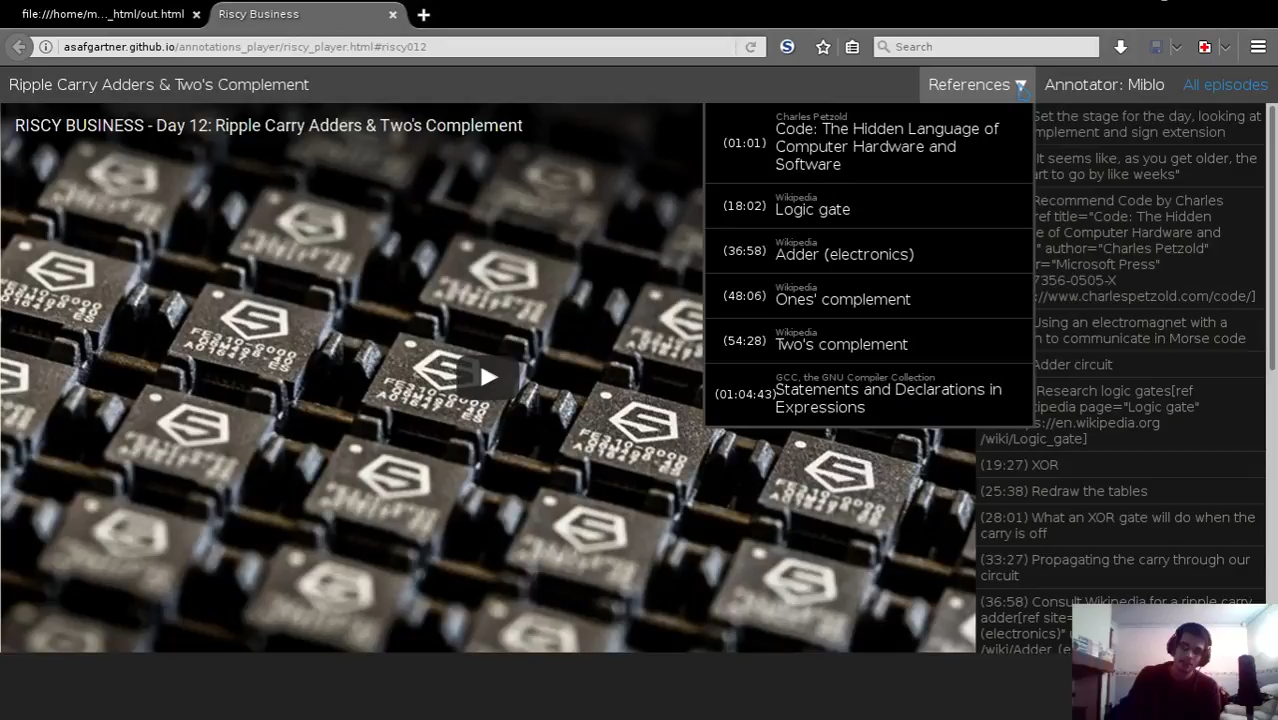 file:///home/m..._html/out.html
Riscy Business
asafgartner.github.io/annotations_player/riscy_player.html#riscy012
Search
Ripple Carry Adders & Two's Complement
References
Annotator: Miblo
All episodes
RISCY BUSINESS - Day 12: Ripple Carry Adders & Two's Complement
Charles Petzold
(01:01) Code: The Hidden Language of
Computer Hardware and
Software
Wikipedia
(18:02) Logic gate
Wikipedia
(36:58) Adder (electronics)
Wikipedia
(48:06) Ones' complement
Wikipedia
(54:28) Two's complement
GCC, the GNU Compiler Collection
(01:04:43) Statements and Declarations in
Expressions
Set the stage for the day, looking at
mplement and sign extension
It seems like, as you get older, the
art to go by like weeks"
Recommend Code by Charles
ref title="Code: The Hidden
e of Computer Hardware and
" author="Charles Petzold"
r="Microsoft Press"
7356-0505-X
://www.charlespetzold.com/code/]
Using an electromagnet with a
n to communicate in Morse code
Adder circuit
Research logic gates[ref
kipedia page="Logic gate"
ps://en.wikipedia.org
/wiki/Logic_gate]
(19:27) XOR
(25:38) Redraw the tables
(28:01) What an XOR gate will do when the
carry is off
(33:27) Propagating the carry through our
circuit
(36:58) Consult Wikipedia for a ripple carry
adder[ref site=
(electronics)"
/wiki/Adder_(e